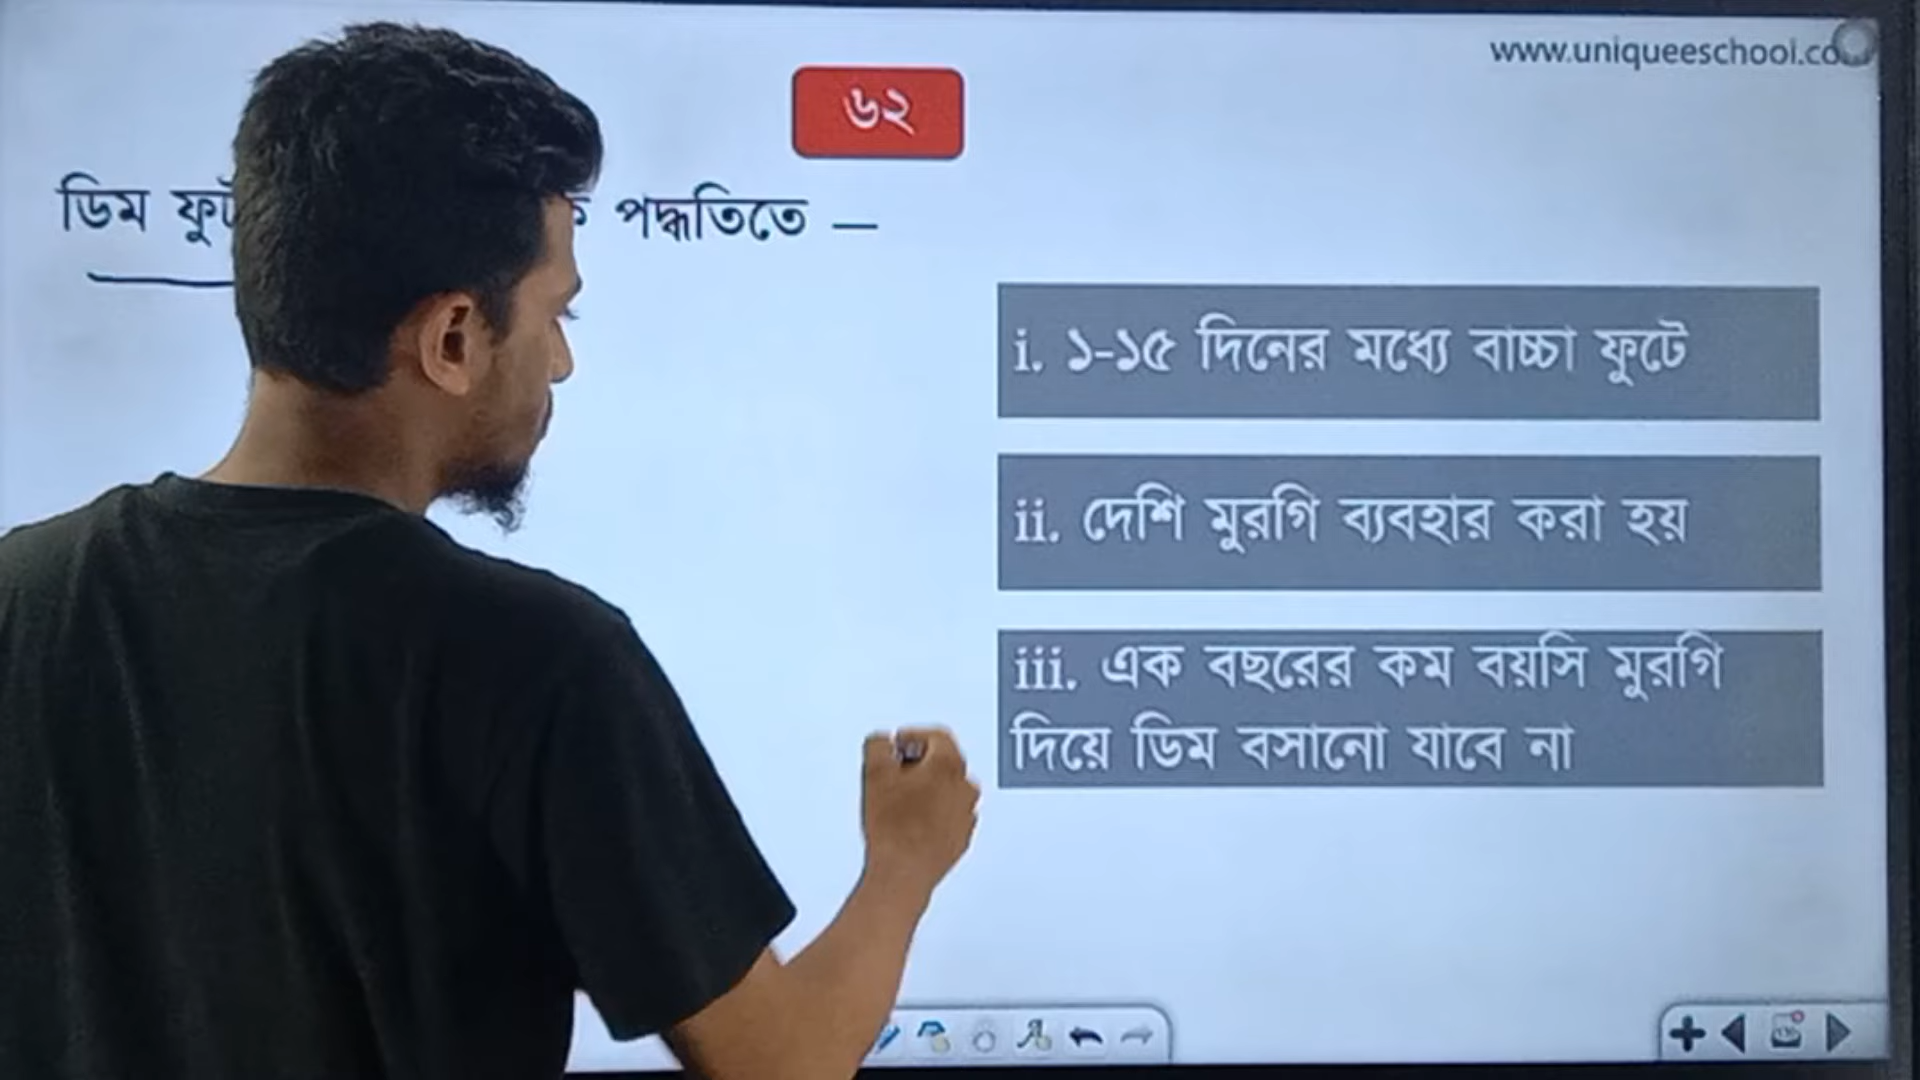 www.uniqueeschool.co
৬২
ডিম পদ্ধতিতে —
i. ১-১৫ দিনের মধ্যে বাচ্চা ফুটে
ii. দেশি মুরগি ব্যবহার করা হয়
iii. এক বছরের কম বয়সি মুরগি
দিয়ে ডিম বসানো যাবে না